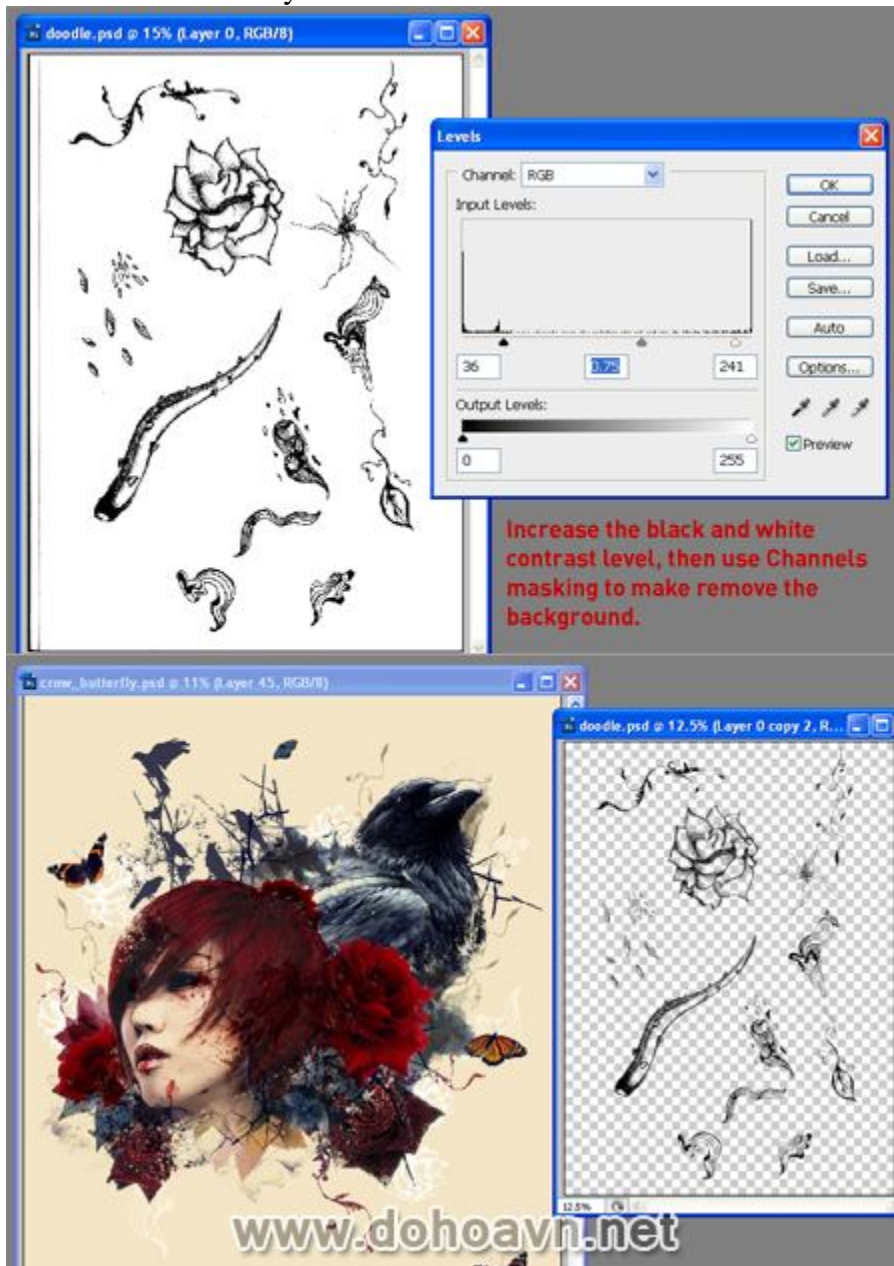 doodle.psd @ 15% (Layer 0, RGB/8)
Levels
Channel: RGB
OK
Input Levels:
Cancel
Load...
Save...
Auto
36 0.75 241
Options...
Output Levels:
Preview
0 255
Increase the black and white
contrast level, then use Channels
masking to make remove the
background.
crow_butterfly.psd @ 11% (Layer 45, RGB/8)
doodle.psd @ 12.5% (Layer 0 copy 2, R...
12.5%
www.dohoavn.net